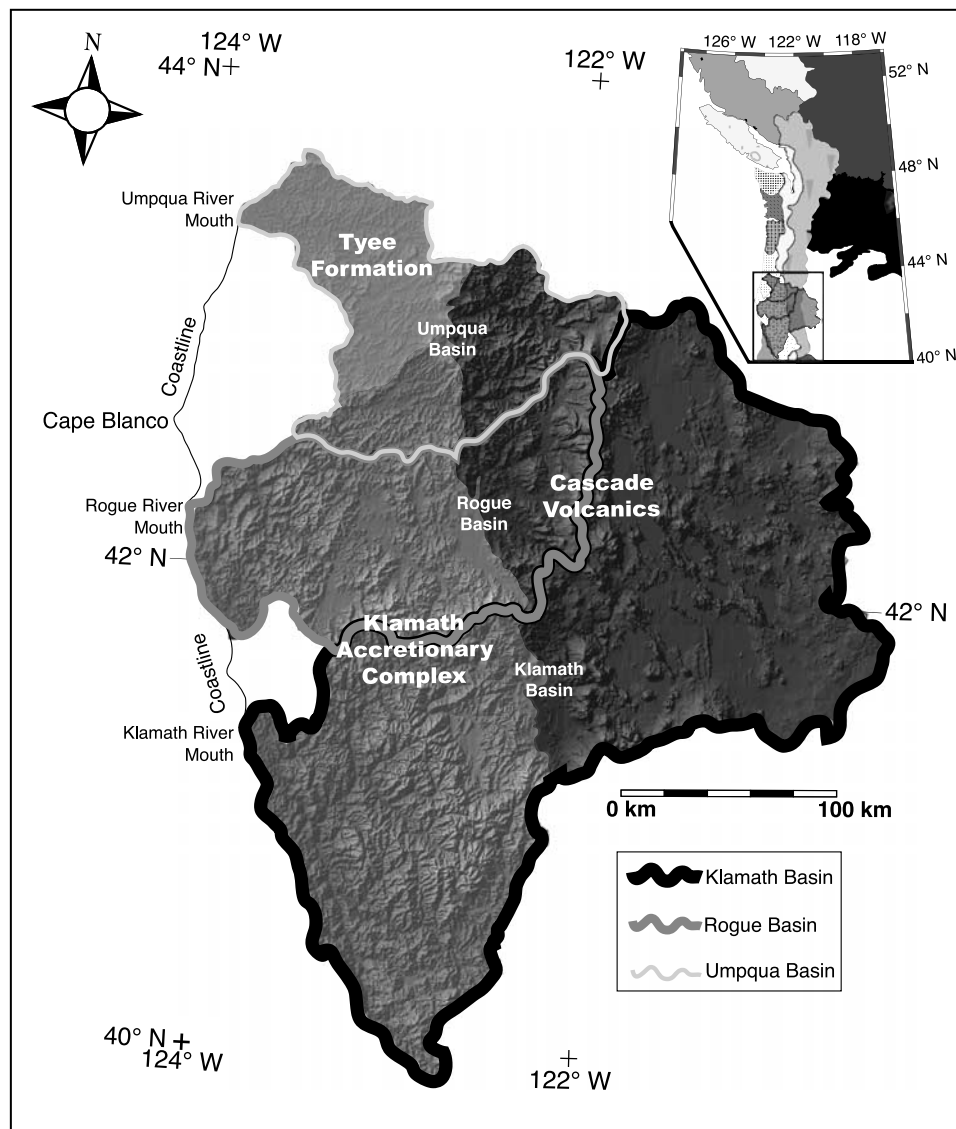 N
124° W
44° N
122° W
126° W
122° W
118° W
52° N
48° N
44° N
40° N
Umpqua River
Mouth
Tyee
Formation
Umpqua
Basin
Coastline
Cape Blanco
Rogue River
Mouth
Rogue
Basin
Cascade
Volcanics
42° N
42° N
Klamath
Accretionary
Complex
Klamath
Basin
Coastline
Klamath River
Mouth
0 km
100 km
Klamath Basin
Rogue Basin
Umpqua Basin
40° N
124° W
122° W